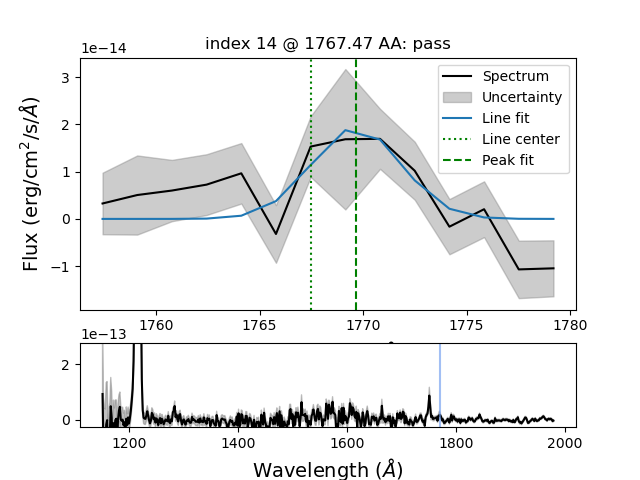 index 14 @ 1767.47 AA: pass
1e−14
3
2
1
0
−1
Flux (erg/cm²/s/Å)
Spectrum
Uncertainty
Line fit
Line center
Peak fit
1760 1765 1770 1775 1780
1e−13
2
0
1200 1400 1600 1800 2000
Wavelength (Å)